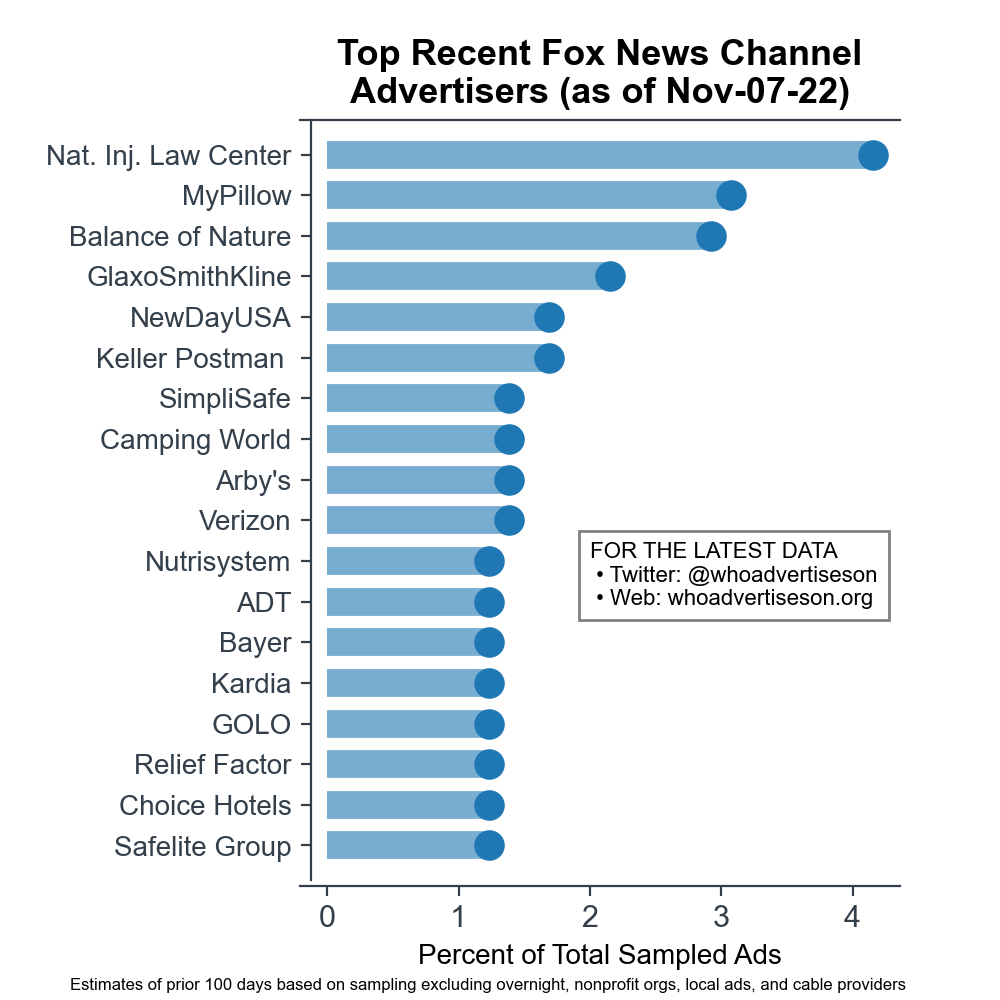 Top Recent Fox News Channel
Advertisers (as of Nov-07-22)
Nat. Inj. Law Center
MyPillow
Balance of Nature
GlaxoSmithKline
NewDayUSA
Keller Postman
SimpliSafe
Camping World
Arby's
Verizon
Nutrisystem
ADT
Bayer
Kardia
GOLO
Relief Factor
Choice Hotels
Safelite Group
FOR THE LATEST DATA
• Twitter: @whoadvertiseson
• Web: whoadvertiseson.org
0 1 2 3 4
Percent of Total Sampled Ads
Estimates of prior 100 days based on sampling excluding overnight, nonprofit orgs, local ads, and cable providers